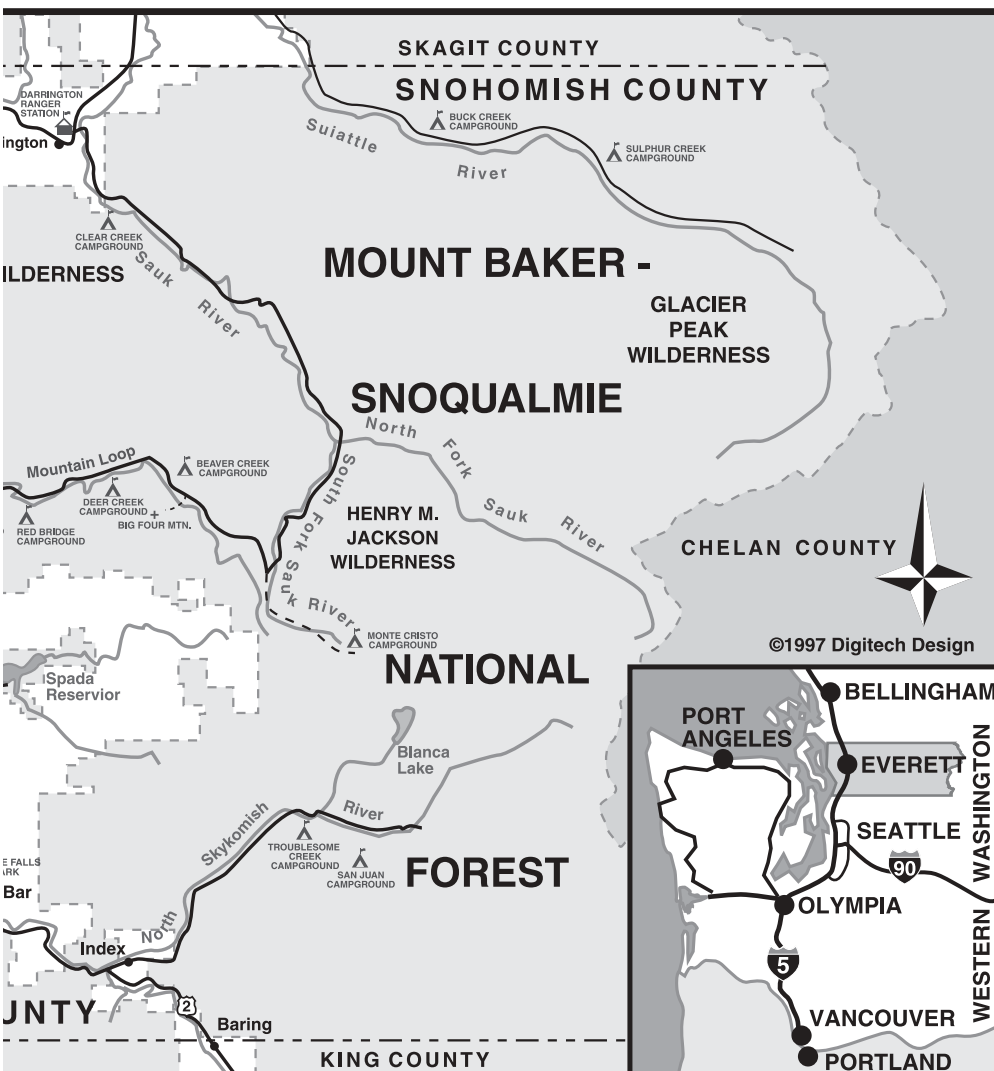 SKAGIT COUNTY
SNOHOMISH COUNTY
DARRINGTON
RANGER
STATION
ington
BUCK CREEK
CAMPGROUND
Suiattle
River
SULPHUR CREEK
CAMPGROUND
CLEAR CREEK
CAMPGROUND
ILDERNESS
Sauk
River
MOUNT BAKER -
GLACIER
PEAK
WILDERNESS
SNOQUALMIE
North Fork Sauk River
Mountain Loop
BEAVER CREEK
CAMPGROUND
DEER CREEK
CAMPGROUND
BIG FOUR MTN.
RED BRIDGE
CAMPGROUND
South Fork Sauk River
HENRY M.
JACKSON
WILDERNESS
CHELAN COUNTY
©1997 Digitech Design
MONTE CRISTO
CAMPGROUND
NATIONAL
Spada
Reservior
Blanca
Lake
North Skykomish River
TROUBLESOME
CREEK
CAMPGROUND
SAN JUAN
CAMPGROUND
FOREST
E FALLS
ARK
Bar
Index
UNTY
2
Baring
KING COUNTY
BELLINGHAM
PORT
ANGELES
EVERETT
SEATTLE
90
OLYMPIA
5
VANCOUVER
PORTLAND
WESTERN WASHINGTON